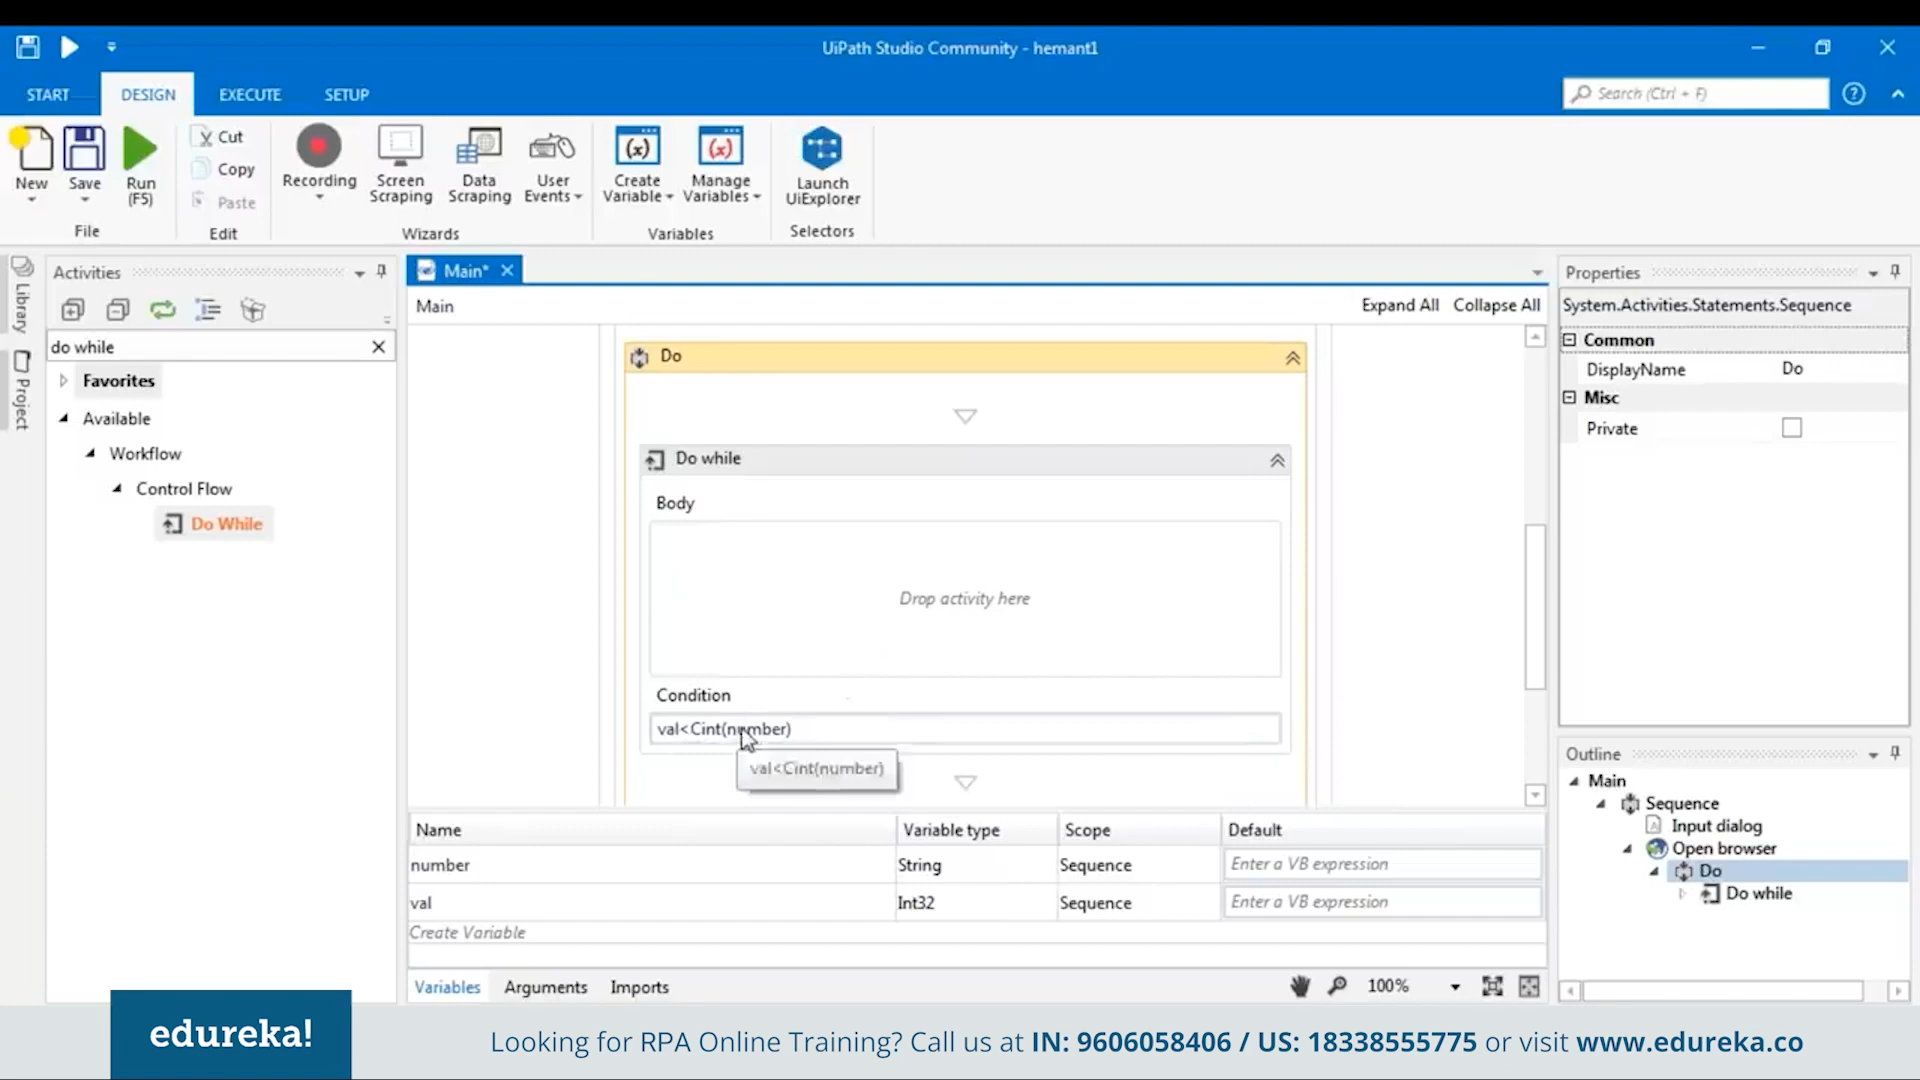 UiPath Studio Community - hemant1
START DESIGN EXECUTE SETUP
Search (Ctrl + F)
New
Save
Run
(F5)
File
Cut
Copy
Paste
Edit
Recording
Screen
Scraping
Data
Scraping
User
Events
Wizards
Create
Variable
Manage
Variables
Variables
Launch
UiExplorer
Selectors
Library
Project
Activities
do while
Favorites
Available
Workflow
Control Flow
Do While
Main*
Main
Expand All Collapse All
Do
Do while
Body
Drop activity here
Condition
val<Cint(number)
val<Cint(number)
Name Variable type Scope Default
number String Sequence Enter a VB expression
val Int32 Sequence Enter a VB expression
Create Variable
Variables Arguments Imports
100%
Properties
System.Activities.Statements.Sequence
Common
DisplayName Do
Misc
Private
Outline
Main
Sequence
Input dialog
Open browser
Do
Do while
edureka!
Looking for RPA Online Training? Call us at IN: 9606058406 / US: 18338555775 or visit www.edureka.co